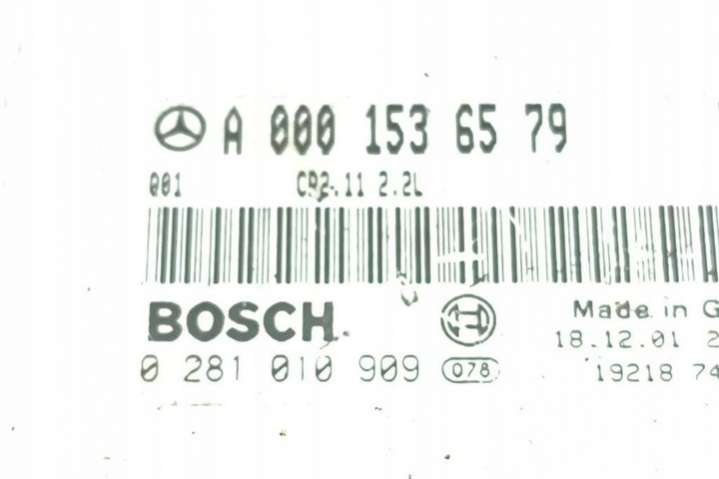 A 000 153 65 79
Q01 CR2.11 2.2L
BOSCH Made in G
18.12.01 2
0 281 010 909 078 19218 74